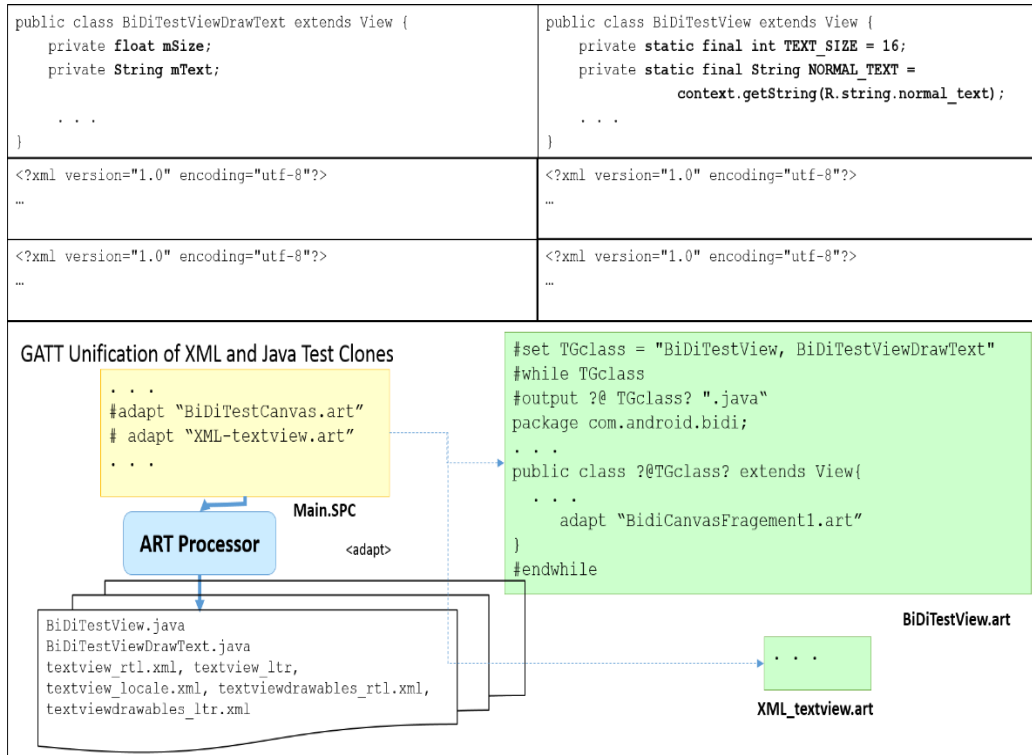 public class BiDiTestViewDrawText extends View {
private float mSize;
private String mText;
. . .
}
public class BiDiTestView extends View {
private static final int TEXT_SIZE = 16;
private static final String NORMAL_TEXT =
context.getString(R.string.normal_text);
. . .
}
<?xml version="1.0" encoding="utf-8"?>
…
<?xml version="1.0" encoding="utf-8"?>
…
<?xml version="1.0" encoding="utf-8"?>
…
<?xml version="1.0" encoding="utf-8"?>
…
GATT Unification of XML and Java Test Clones
. . .
#adapt “BiDiTestCanvas.art”
# adapt “XML-textview.art”
. . .
Main.SPC
ART Processor
<adapt>
BiDiTestView.java
BiDiTestViewDrawText.java
textview_rtl.xml, textview_ltr,
textview_locale.xml, textviewdrawables_rtl.xml,
textviewdrawables_ltr.xml
#set TGclass = "BiDiTestView, BiDiTestViewDrawText"
#while TGclass
#output ?@ TGclass? ".java“
package com.android.bidi;
. . .
public class ?@TGclass? extends View{
. . .
adapt “BidiCanvasFragement1.art”
}
#endwhile
BiDiTestView.art
. . .
XML_textview.art